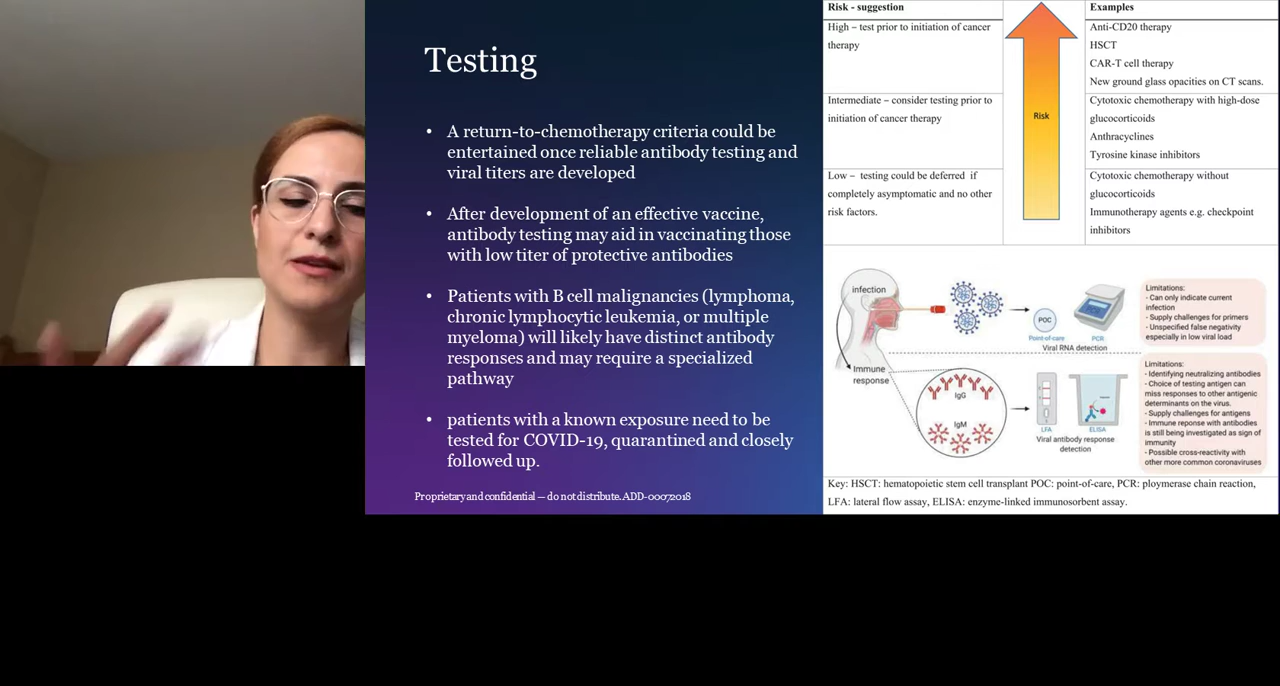 Testing
• A return-to-chemotherapy criteria could be
entertained once reliable antibody testing and
viral titers are developed
• After development of an effective vaccine,
antibody testing may aid in vaccinating those
with low titer of protective antibodies
• Patients with B cell malignancies (lymphoma,
chronic lymphocytic leukemia, or multiple
myeloma) will likely have distinct antibody
responses and may require a specialized
pathway
• patients with a known exposure need to be
tested for COVID-19, quarantined and closely
followed up.
Proprietary and confidential — do not distribute. ADD-00072018
Risk - suggestion
High – test prior to initiation of cancer
therapy
Intermediate – consider testing prior to
initiation of cancer therapy
Low – testing could be deferred if
completely asymptomatic and no other
risk factors.
Risk
Examples
Anti-CD20 therapy
HSCT
CAR-T cell therapy
New ground glass opacities on CT scans.
Cytotoxic chemotherapy with high-dose
glucocorticoids
Anthracyclines
Tyrosine kinase inhibitors
Cytotoxic chemotherapy without
glucocorticoids
Immunotherapy agents e.g. checkpoint
inhibitors
infection
POC
Point-of-care
PCR
Viral RNA detection
Limitations:
- Can only indicate current
infection
- Supply challenges for primers
- Unspecified false negativity
especially in low viral load
Immune
response
IgG
IgM
LFA
ELISA
Viral antibody response
detection
Limitations:
- Identifying neutralizing antibodies
- Choice of testing antigen can
miss responses to other antigenic
determinants on the virus.
- Supply challenges for antigens
- Immune reponse with antibodies
is still being investigated as sign of
immunity
- Possible cross-reactivity with
other more common coronaviruses
Key: HSCT: hematopoietic stem cell transplant POC: point-of-care, PCR: ploymerase chain reaction,
LFA: lateral flow assay, ELISA: enzyme-linked immunosorbent assay.